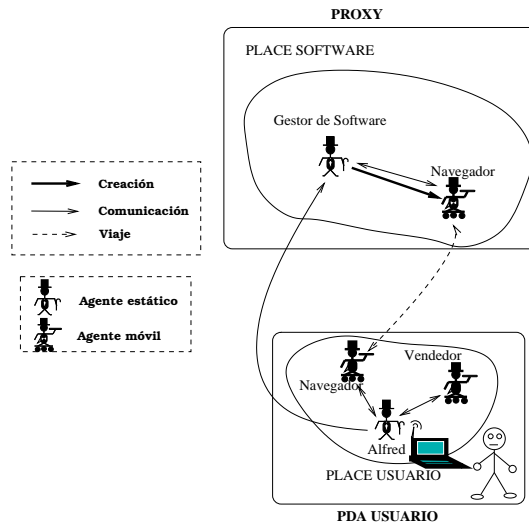 PROXY
PLACE SOFTWARE
Gestor de Software
Navegador
Creación
Comunicación
Viaje
Agente estático
Agente móvil
Vendedor
Navegador
Alfred
PLACE USUARIO
PDA USUARIO